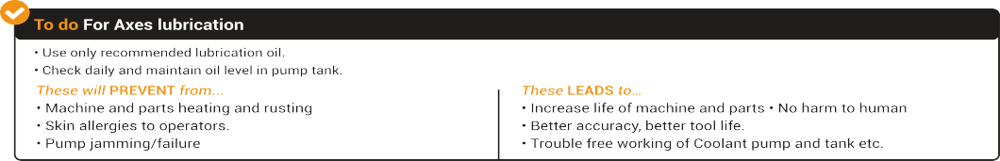 To do For Axes lubrication
• Use only recommended lubrication oil.
• Check daily and maintain oil level in pump tank.
These will PREVENT from...
• Machine and parts heating and rusting
• Skin allergies to operators.
• Pump jamming/failure
These LEADS to...
• Increase life of machine and parts • No harm to human
• Better accuracy, better tool life.
• Trouble free working of Coolant pump and tank etc.